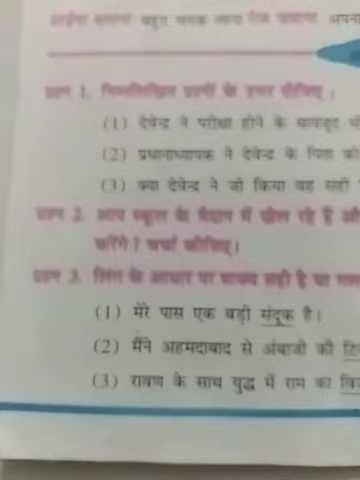 प्रश्न 1. निम्नलिखित प्रश्नों के उत्तर दीजिए।
(1) देवेन्द्र ने परीक्षा होने के बावजूद
(2) प्रधानाध्यापक ने देवेन्द्र के पिता को
(3) क्या देवेन्द्र ने जो किया वह सही
प्रश्न 2. आप स्कूल के मैदान में खेल रहे हैं और
करेंगे? चर्चा कीजिए।
प्रश्न 3. लिंग के आधार पर वाक्य सही है या
(1) मेरे पास एक बड़ी संदूक है।
(2) मैंने अहमदाबाद से अंबाजी की
(3) रावण के साथ युद्ध में राम का